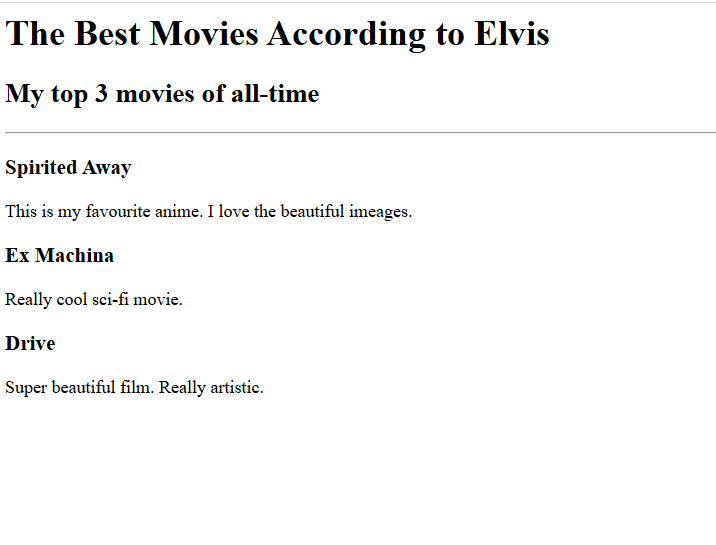 The Best Movies According to Elvis
My top 3 movies of all-time
Spirited Away
This is my favourite anime. I love the beautiful imeages.
Ex Machina
Really cool sci-fi movie.
Drive
Super beautiful film. Really artistic.